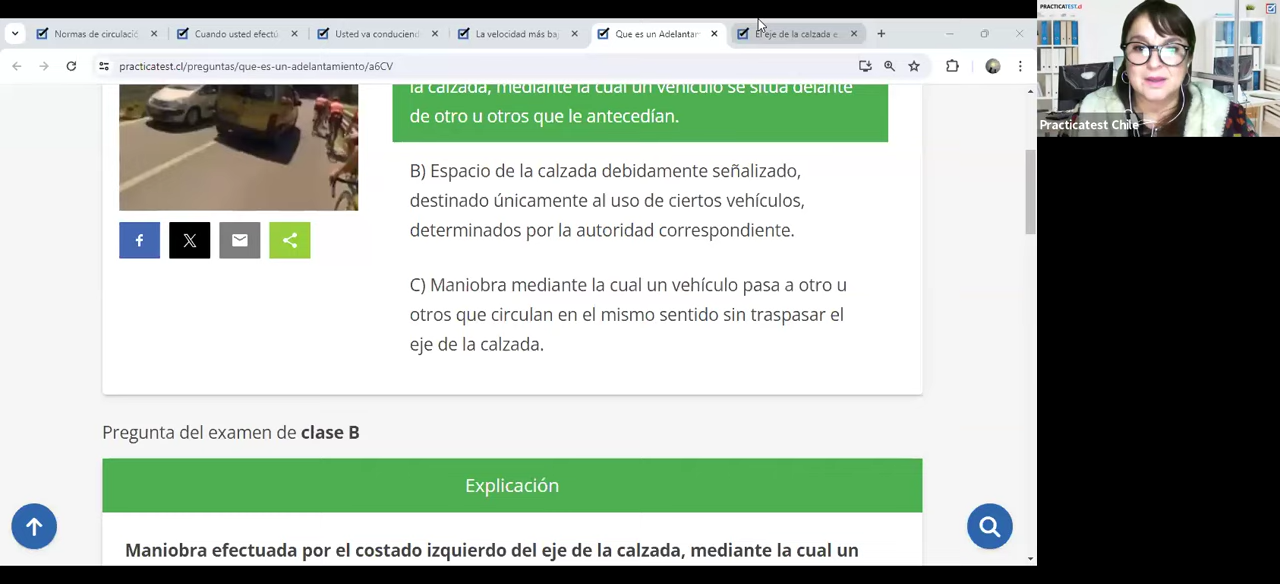 Normas de circulació
Cuando usted efectú
Usted va conduciend
La velocidad más ba
Que es un Adelantam
El eje de la calzada e
practicatest.cl/preguntas/que-es-un-adelantamiento/a6CV
PRACTICATEST.cl
Practicatest Chile
la calzada, mediante la cual un vehículo se sitúa delante
de otro u otros que le antecedían.
B) Espacio de la calzada debidamente señalizado,
destinado únicamente al uso de ciertos vehículos,
determinados por la autoridad correspondiente.
C) Maniobra mediante la cual un vehículo pasa a otro u
otros que circulan en el mismo sentido sin traspasar el
eje de la calzada.
Pregunta del examen de clase B
Explicación
Maniobra efectuada por el costado izquierdo del eje de la calzada, mediante la cual un